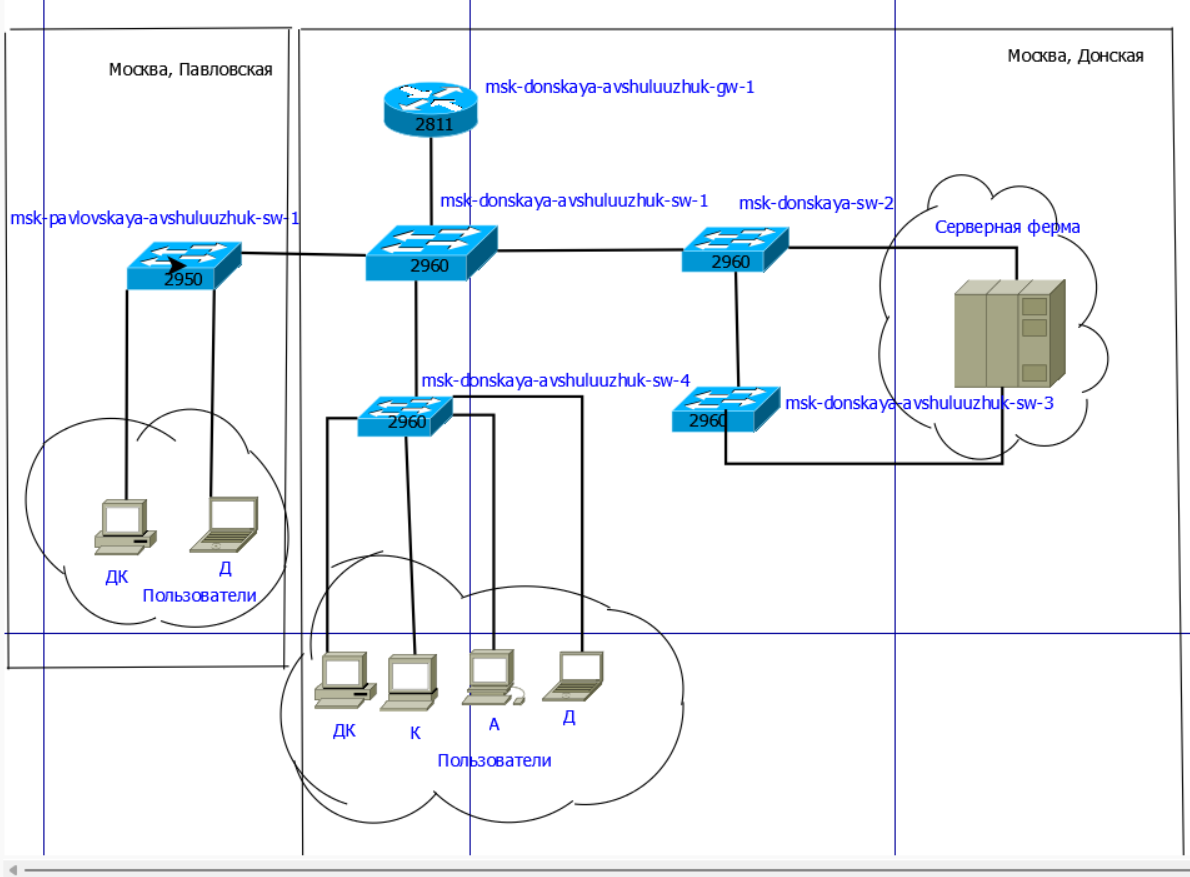 Москва, Павловская
Москва, Донская
msk-donskaya-avshuluuzhuk-gw-1
2811
msk-pavlovskaya-avshuluuzhuk-sw-1
2950
msk-donskaya-avshuluuzhuk-sw-1
2960
msk-donskaya-sw-2
2960
Серверная ферма
msk-donskaya-avshuluuzhuk-sw-4
2960
msk-donskaya-avshuluuzhuk-sw-3
2960
ДК
Д
Пользователи
ДК
К
А
Д
Пользователи